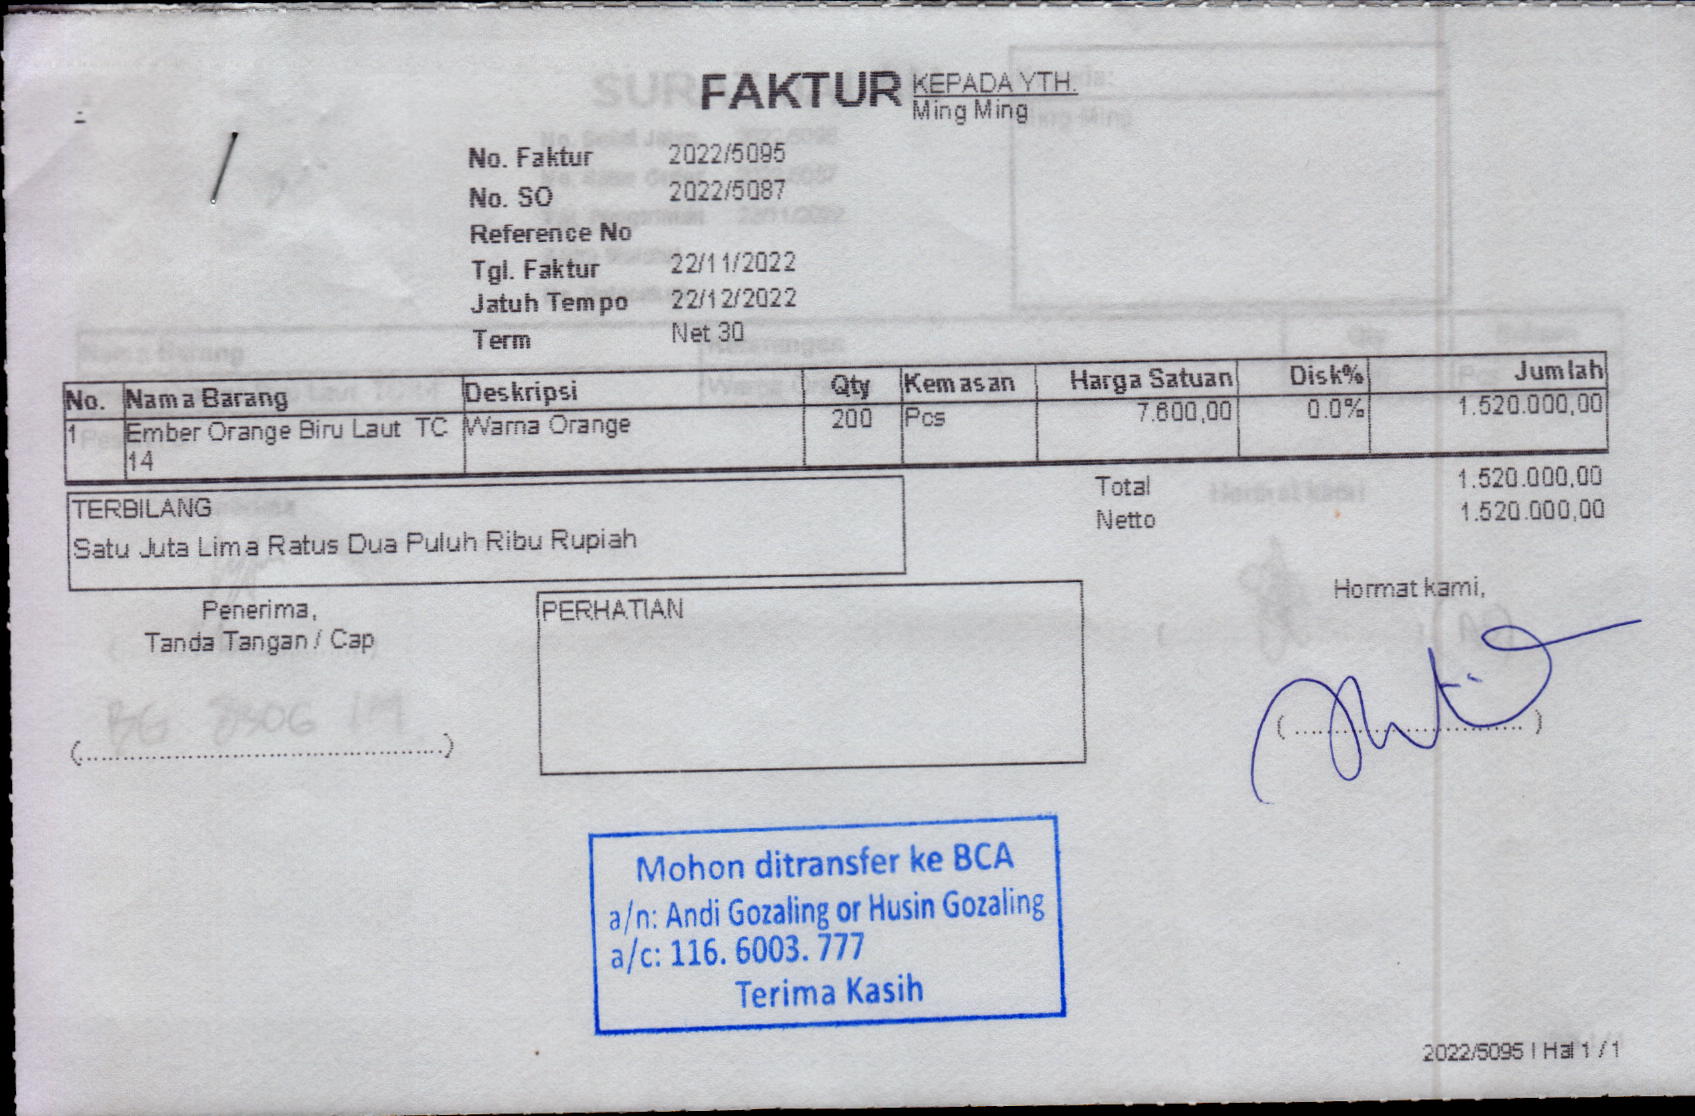 FAKTUR
KEPADA YTH.
Ming Ming
No. Faktur 2022/5095
No. SO 2022/5087
Reference No
Tgl. Faktur 22/11/2022
Jatuh Tempo 22/12/2022
Term Net 30
No. Nama Barang Deskripsi Qty Kemasan Harga Satuan Disk% Jumlah
1 Ember Orange Biru Laut TC Warna Orange 200 Pcs 7.600,00 0.0% 1.520.000,00
14
Total 1.520.000,00
Netto 1.520.000,00
TERBILANG
Satu Juta Lima Ratus Dua Puluh Ribu Rupiah
Penerima,
Tanda Tangan / Cap
(........................................................)
PERHATIAN
Hormat kami,
(...................................)
Mohon ditransfer ke BCA
a/n: Andi Gozaling or Husin Gozaling
a/c: 116. 6003. 777
Terima Kasih
2022/5095 | Hal 1 / 1